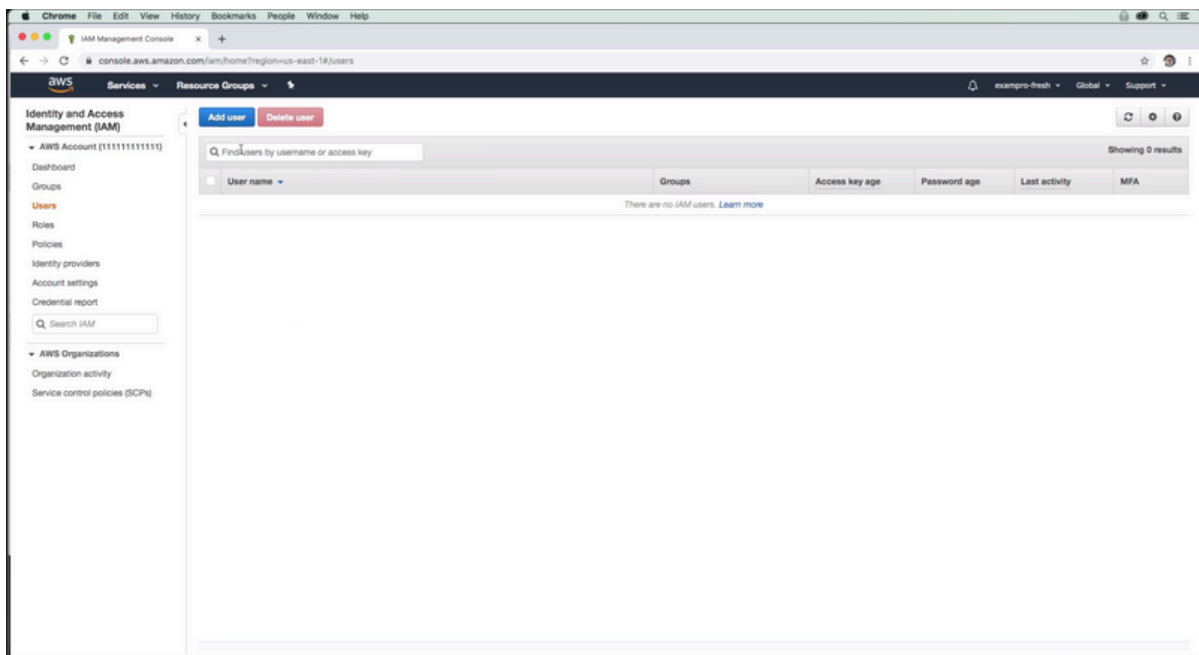 Chrome File Edit View History Bookmarks People Window Help
IAM Management Console
console.aws.amazon.com/iam/home?region=us-east-1#/users
aws Services Resource Groups exampro-fresh Global Support
Identity and Access
Management (IAM)
AWS Account (111111111111)
Dashboard
Groups
Users
Roles
Policies
Identity providers
Account settings
Credential report
Search IAM
AWS Organizations
Organization activity
Service control policies (SCPs)
Add user Delete user
Find users by username or access key Showing 0 results
User name Groups Access key age Password age Last activity MFA
There are no IAM users. Learn more